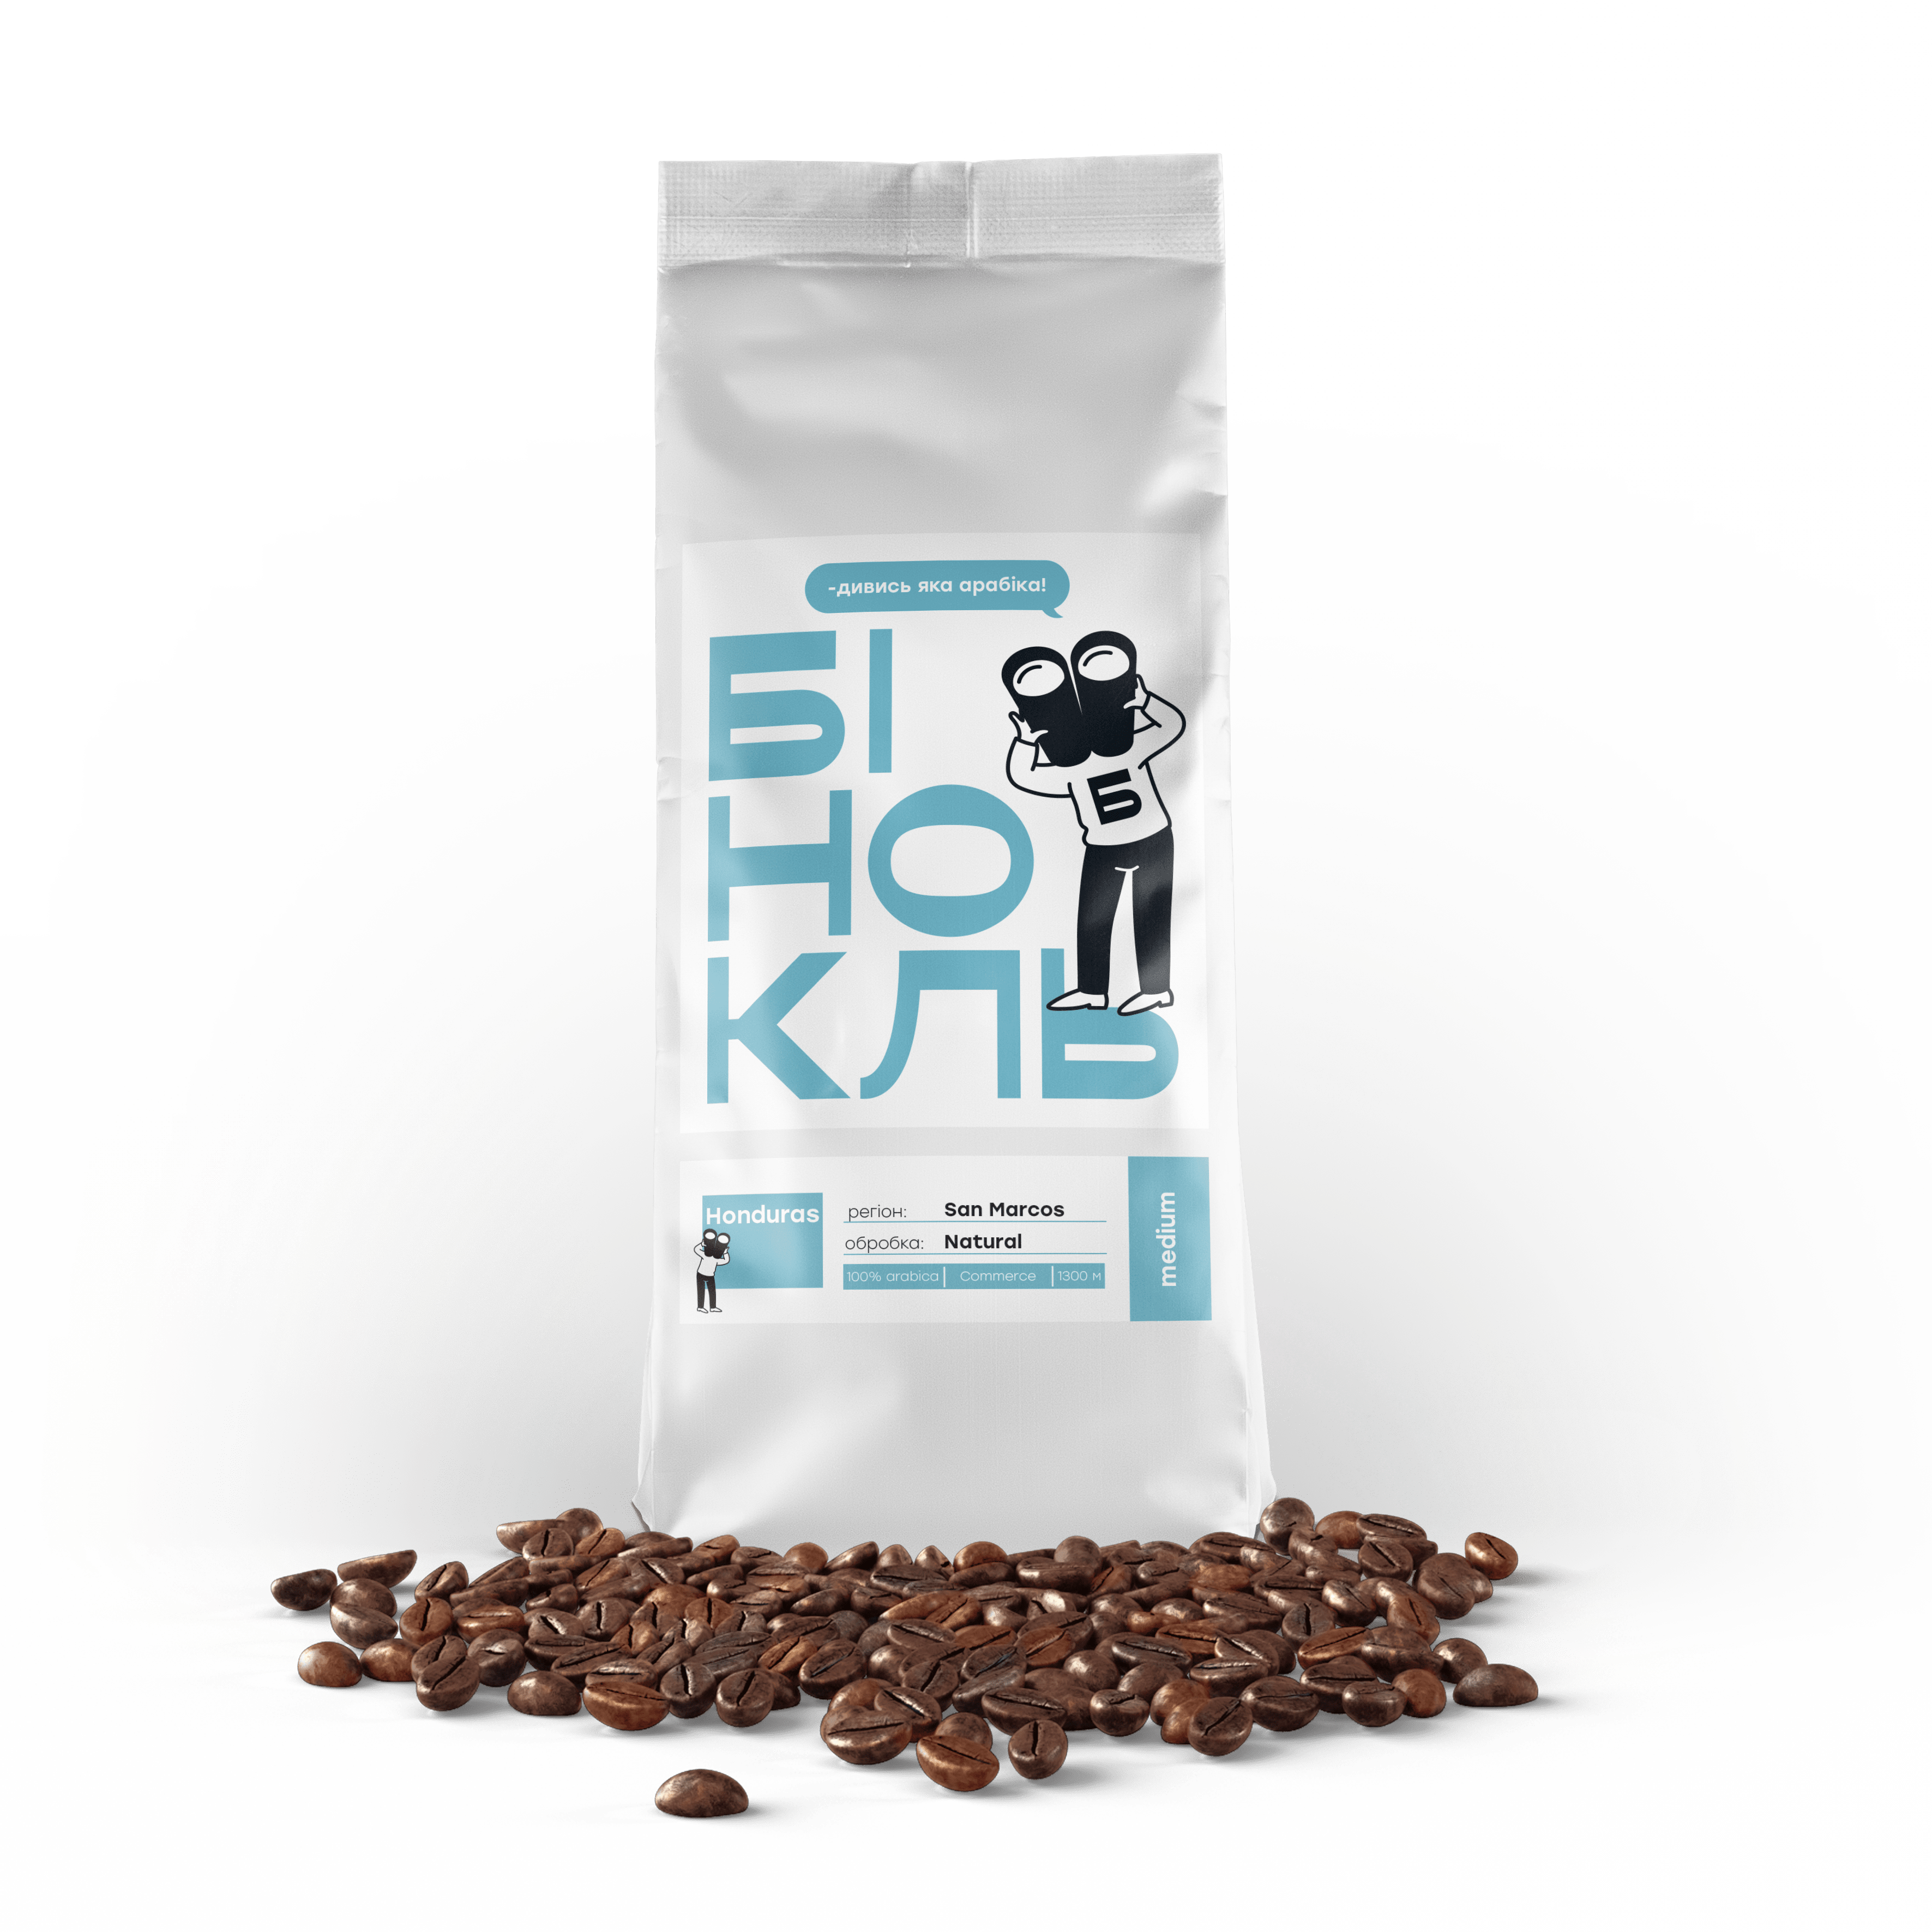 -дивись яка арабіка!
БІ
НО
КЛЬ
Б
Honduras
регіон: San Marcos
обробка: Natural
100% arabica | Commerce | 1300 м
medium